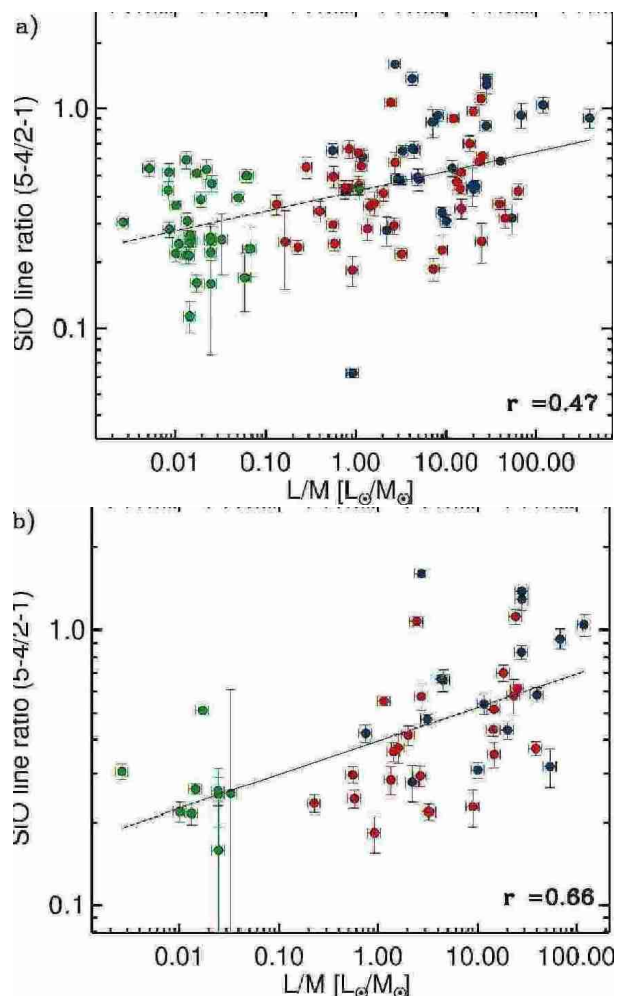 a)
SiO line ratio (5-4/2-1)
1.0
0.1
r =0.47
0.01 0.10 1.00 10.00 100.00
L/M [L⊙/M⊙]
b)
SiO line ratio (5-4/2-1)
1.0
0.1
r =0.66
0.01 0.10 1.00 10.00 100.00
L/M [L⊙/M⊙]